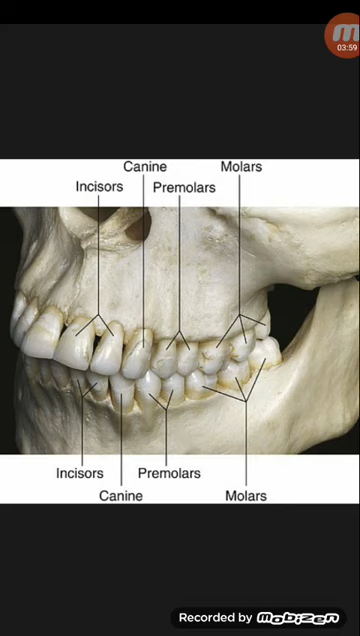 03:59
Canine
Molars
Incisors
Premolars
Incisors
Premolars
Canine
Molars
Recorded by
Mobizen